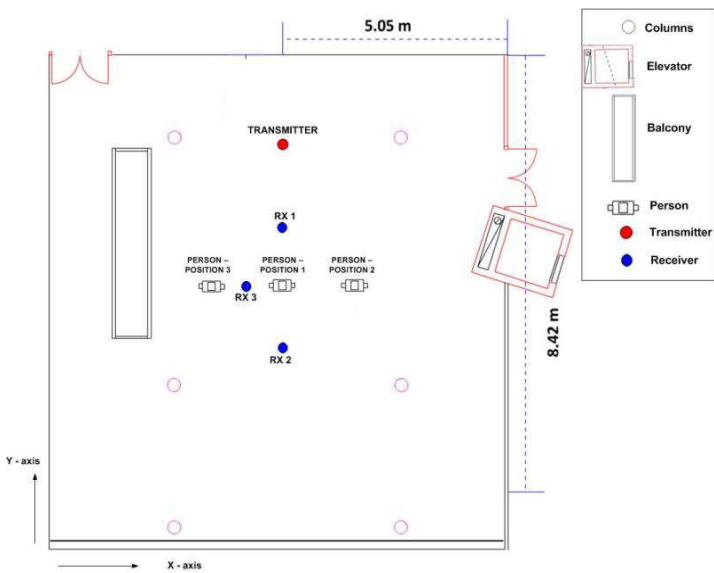 5.05 m
Columns
Elevator
Balcony
Person
Transmitter
Receiver
TRANSMITTER
RX 1
PERSON –
POSITION 3
PERSON –
POSITION 1
PERSON –
POSITION 2
RX 3
RX 2
8.42 m
Y - axis
X - axis